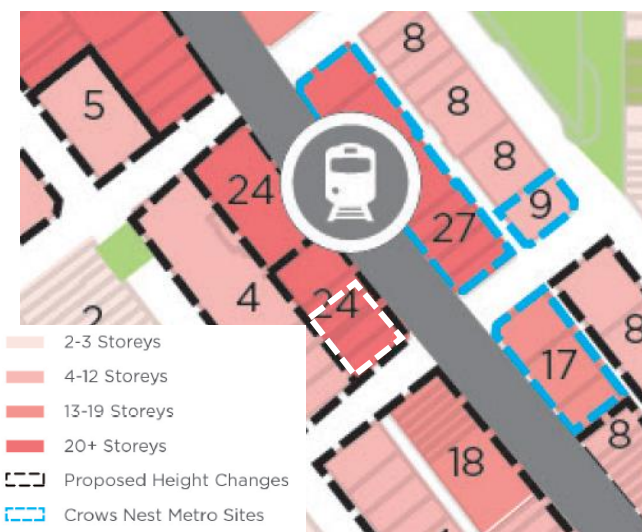 8
5
8
24
8
9
27
24
4
2
8
17
8
18
2-3 Storeys
4-12 Storeys
13-19 Storeys
20+ Storeys
Proposed Height Changes
Crows Nest Metro Sites